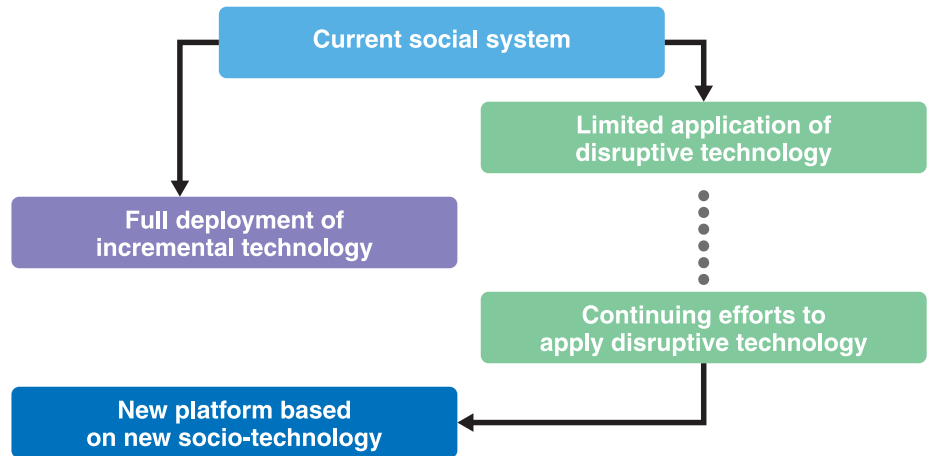 Current social system
Limited application of
disruptive technology
Full deployment of
incremental technology
Continuing efforts to
apply disruptive technology
New platform based
on new socio-technology